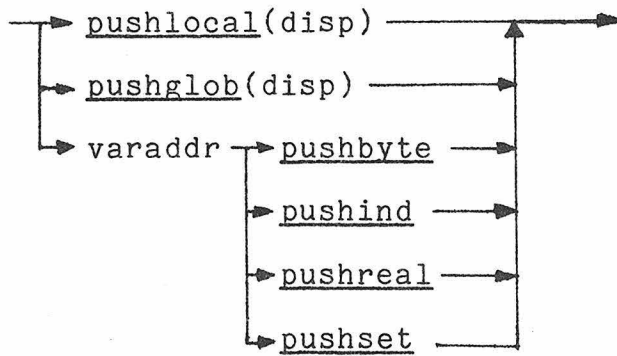 pushlocal(disp)
pushglob(disp)
varaddr pushbyte
pushind
pushreal
pushset